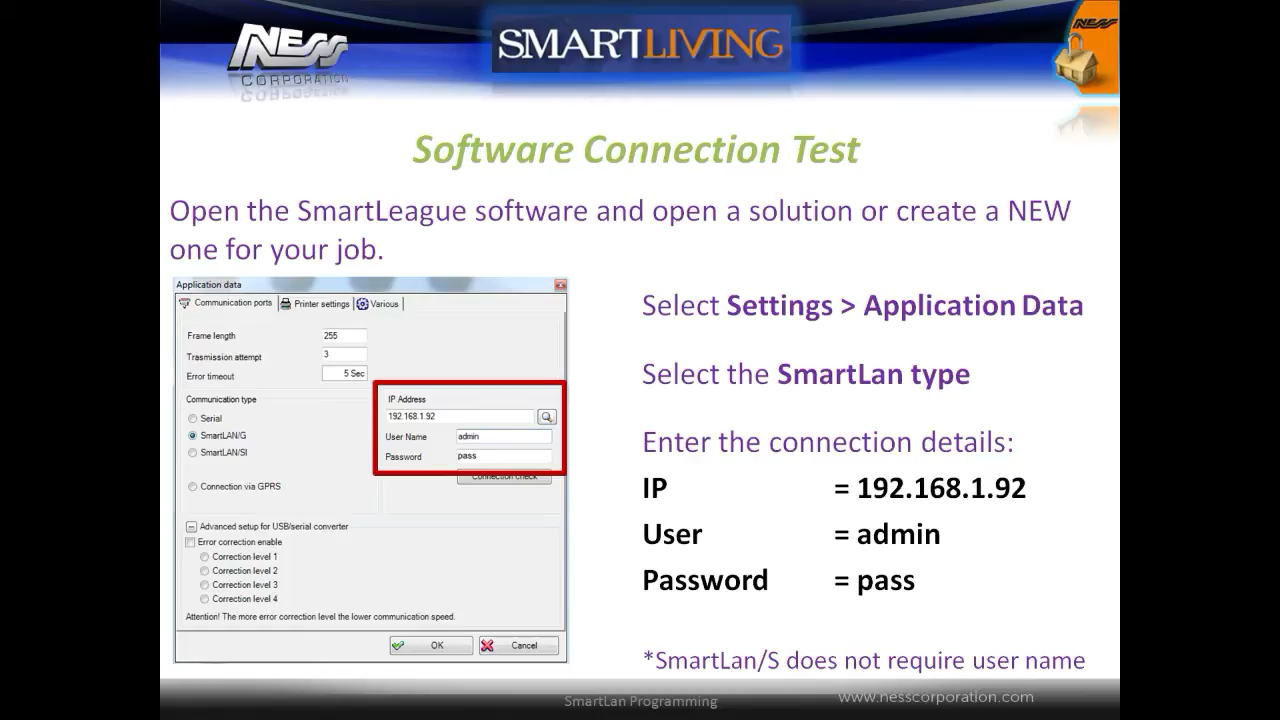 NESS
CORPORATION
SMARTLIVING
NESS
Software Connection Test
Open the SmartLeague software and open a solution or create a NEW
one for your job.
Application data
Communication ports Printer settings Various
Frame length 255
Trasmission attempt 3
Error timeout 5 Sec
Communication type
Serial
SmartLAN/G
SmartLAN/SI
Connection via GPRS
IP Address
192.168.1.92
User Name admin
Password pass
Connection check
Advanced setup for USB/serial converter
Error correction enable
Correction level 1
Correction level 2
Correction level 3
Correction level 4
Attention! The more error correction level the lower communication speed.
OK Cancel
Select Settings > Application Data
Select the SmartLan type
Enter the connection details:
IP = 192.168.1.92
User = admin
Password = pass
*SmartLan/S does not require user name
SmartLan Programming
www.nesscorporation.com